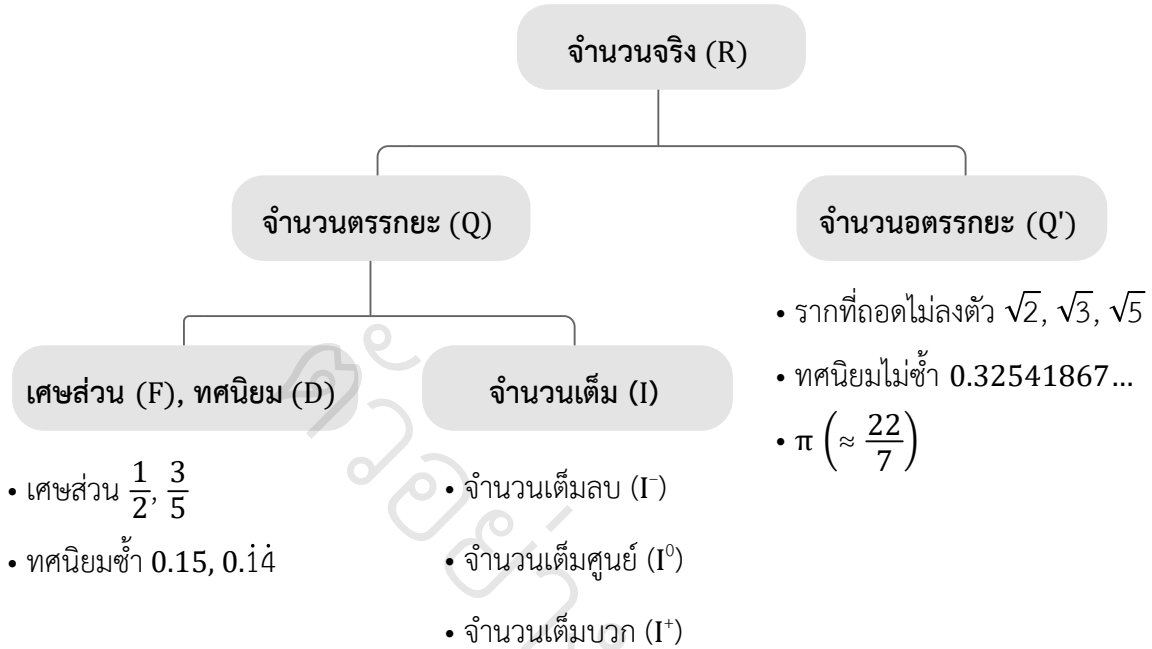 จำนวนจริง (R)
จำนวนตรรกยะ (Q)
จำนวนอตรรกยะ (Q')
• รากที่ถอดไม่ลงตัว √2, √3, √5
• ทศนิยมไม่ซ้ำ 0.32541867...
• π (≈ 22/7)
เศษส่วน (F), ทศนิยม (D)
จำนวนเต็ม (I)
• เศษส่วน 1/2, 3/5
• ทศนิยมซ้ำ 0.15, 0.1̇4̇
• จำนวนเต็มลบ (I⁻)
• จำนวนเต็มศูนย์ (I⁰)
• จำนวนเต็มบวก (I⁺)